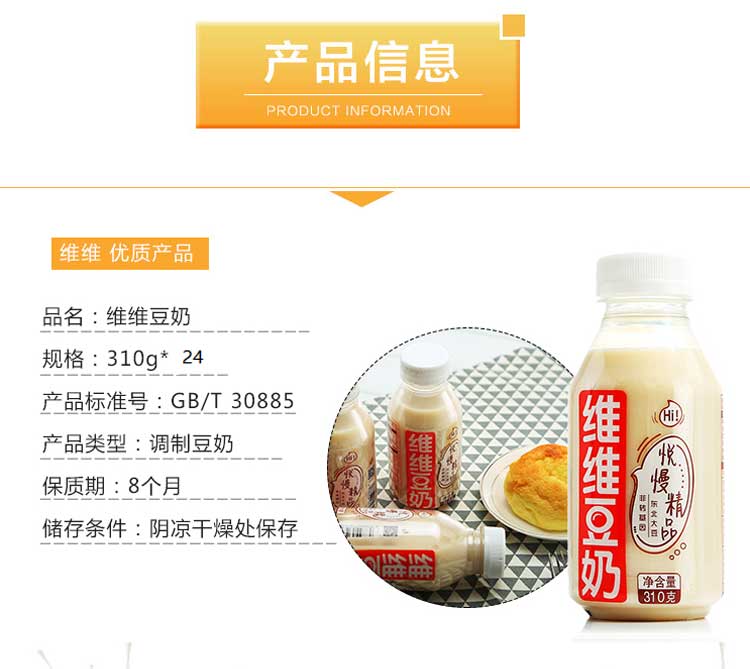 产品信息
PRODUCT INFORMATION
维维 优质产品
品名：维维豆奶
规格：310g* 24
产品标准号：GB/T 30885
产品类型：调制豆奶
保质期：8个月
储存条件：阴凉干燥处保存
Hi!
维维豆奶
悦慢精品
东北大豆
非转基因
净含量
310克
Hi!
维维豆奶
维维